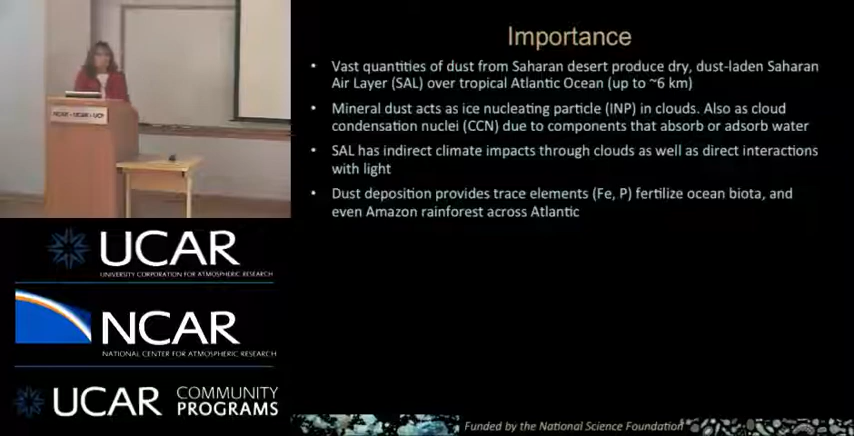 Importance
• Vast quantities of dust from Saharan desert produce dry, dust-laden Saharan
Air Layer (SAL) over tropical Atlantic Ocean (up to ~6 km)
• Mineral dust acts as ice nucleating particle (INP) in clouds. Also as cloud
condensation nuclei (CCN) due to components that absorb or adsorb water
• SAL has indirect climate impacts through clouds as well as direct interactions
with light
• Dust deposition provides trace elements (Fe, P) fertilize ocean biota, and
even Amazon rainforest across Atlantic
UCAR
UNIVERSITY CORPORATION FOR ATMOSPHERIC RESEARCH
NCAR
NATIONAL CENTER FOR ATMOSPHERIC RESEARCH
UCAR COMMUNITY
PROGRAMS
Funded by the National Science Foundation